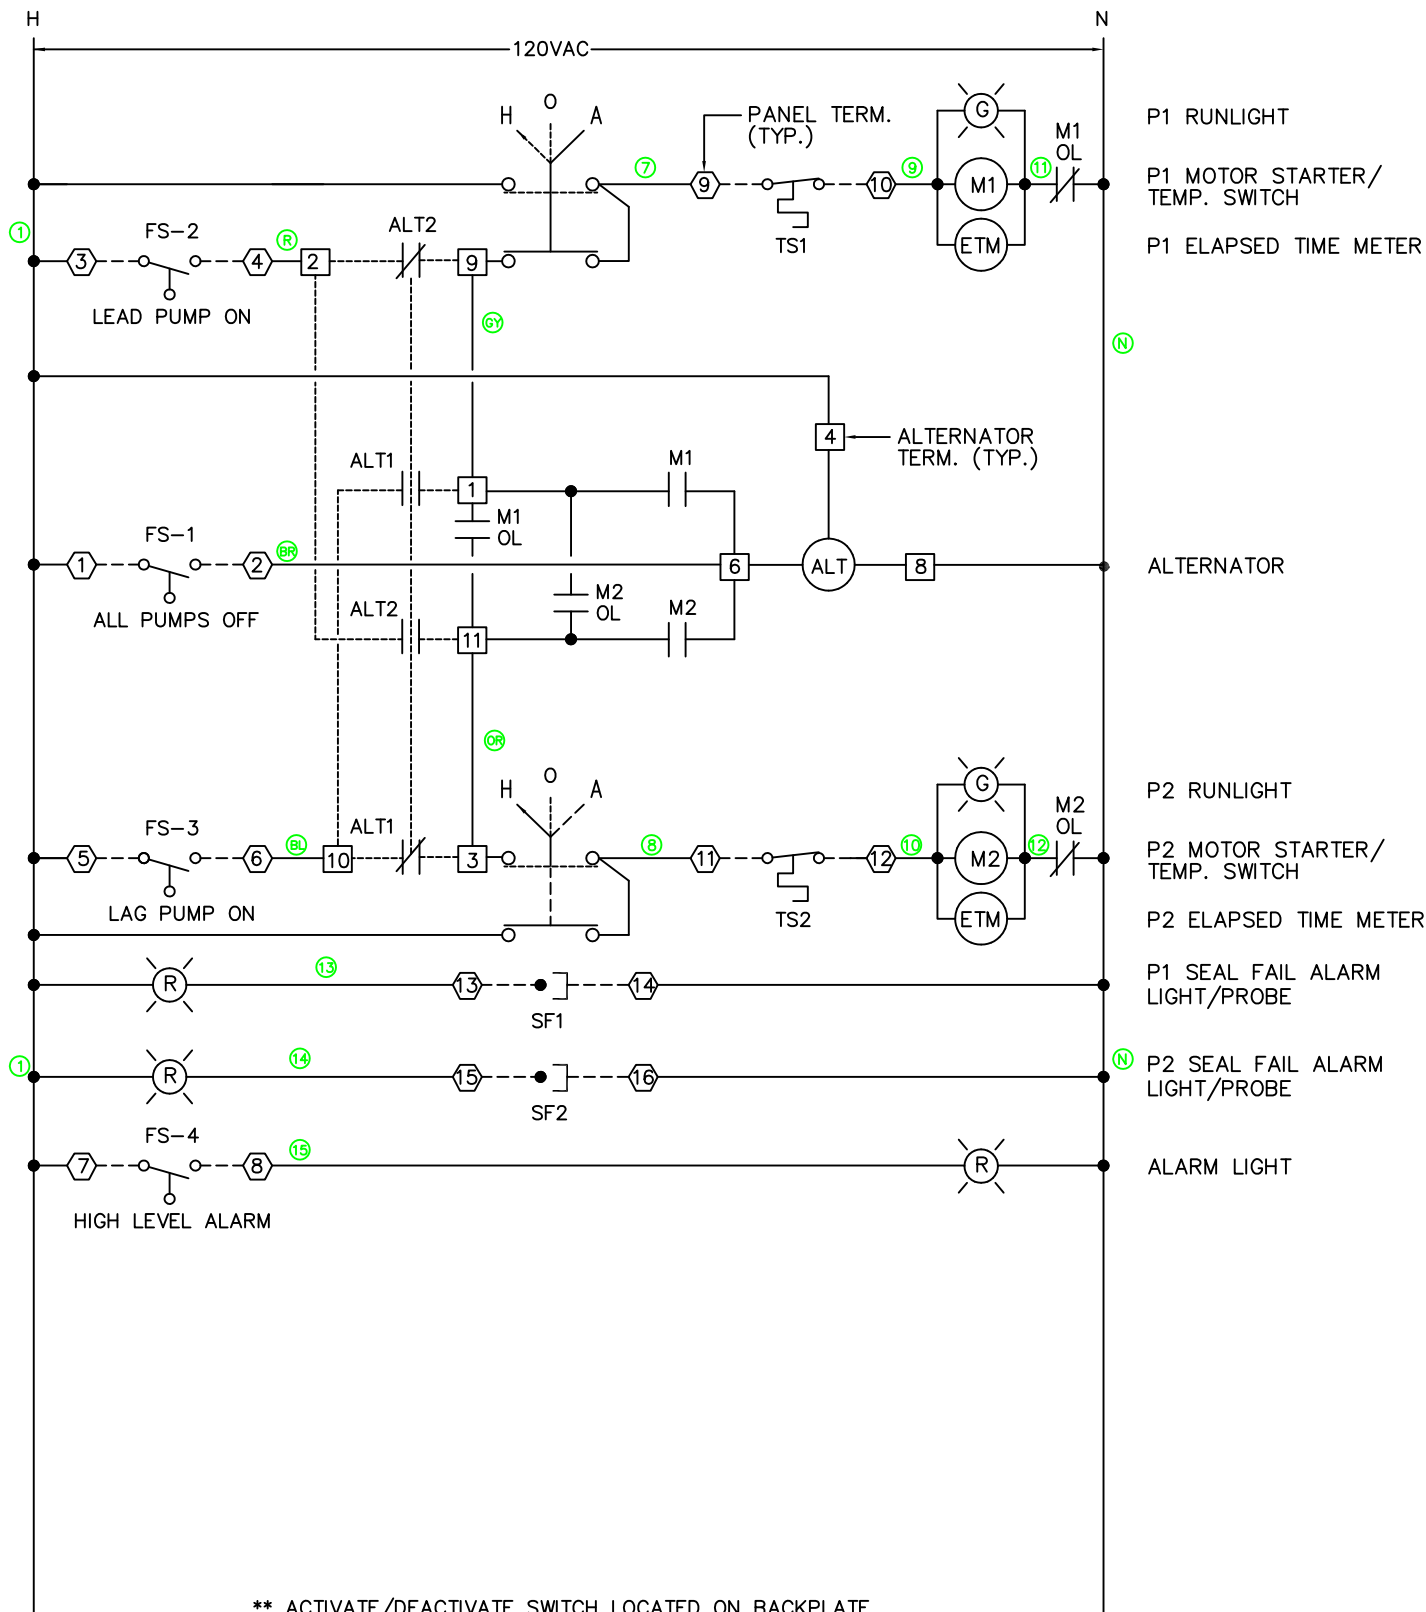 H
N
120VAC
H O A
PANEL TERM.
(TYP.)
G
P1 RUNLIGHT
M1
OL
7
9
10
9
M1
11
P1 MOTOR STARTER/
TEMP. SWITCH
TS1
1
FS-2
ALT2
3
4
R
2
9
ETM
P1 ELAPSED TIME METER
LEAD PUMP ON
GY
N
4
ALTERNATOR
TERM. (TYP.)
ALT1
M1
1
M1
OL
FS-1
1
2
BR
6
ALT
8
ALTERNATOR
ALL PUMPS OFF
ALT2
M2
OL
M2
11
OR
H O A
G
P2 RUNLIGHT
M2
OL
FS-3
ALT1
5
6
BL
10
3
8
11
12
10
M2
12
P2 MOTOR STARTER/
TEMP. SWITCH
LAG PUMP ON
TS2
ETM
P2 ELAPSED TIME METER
R
13
13
14
P1 SEAL FAIL ALARM
LIGHT/PROBE
SF1
1
R
14
15
16
N
P2 SEAL FAIL ALARM
LIGHT/PROBE
SF2
FS-4
7
8
15
R
ALARM LIGHT
HIGH LEVEL ALARM
** ACTIVATE/DEACTIVATE SWITCH LOCATED ON BACKPLATE